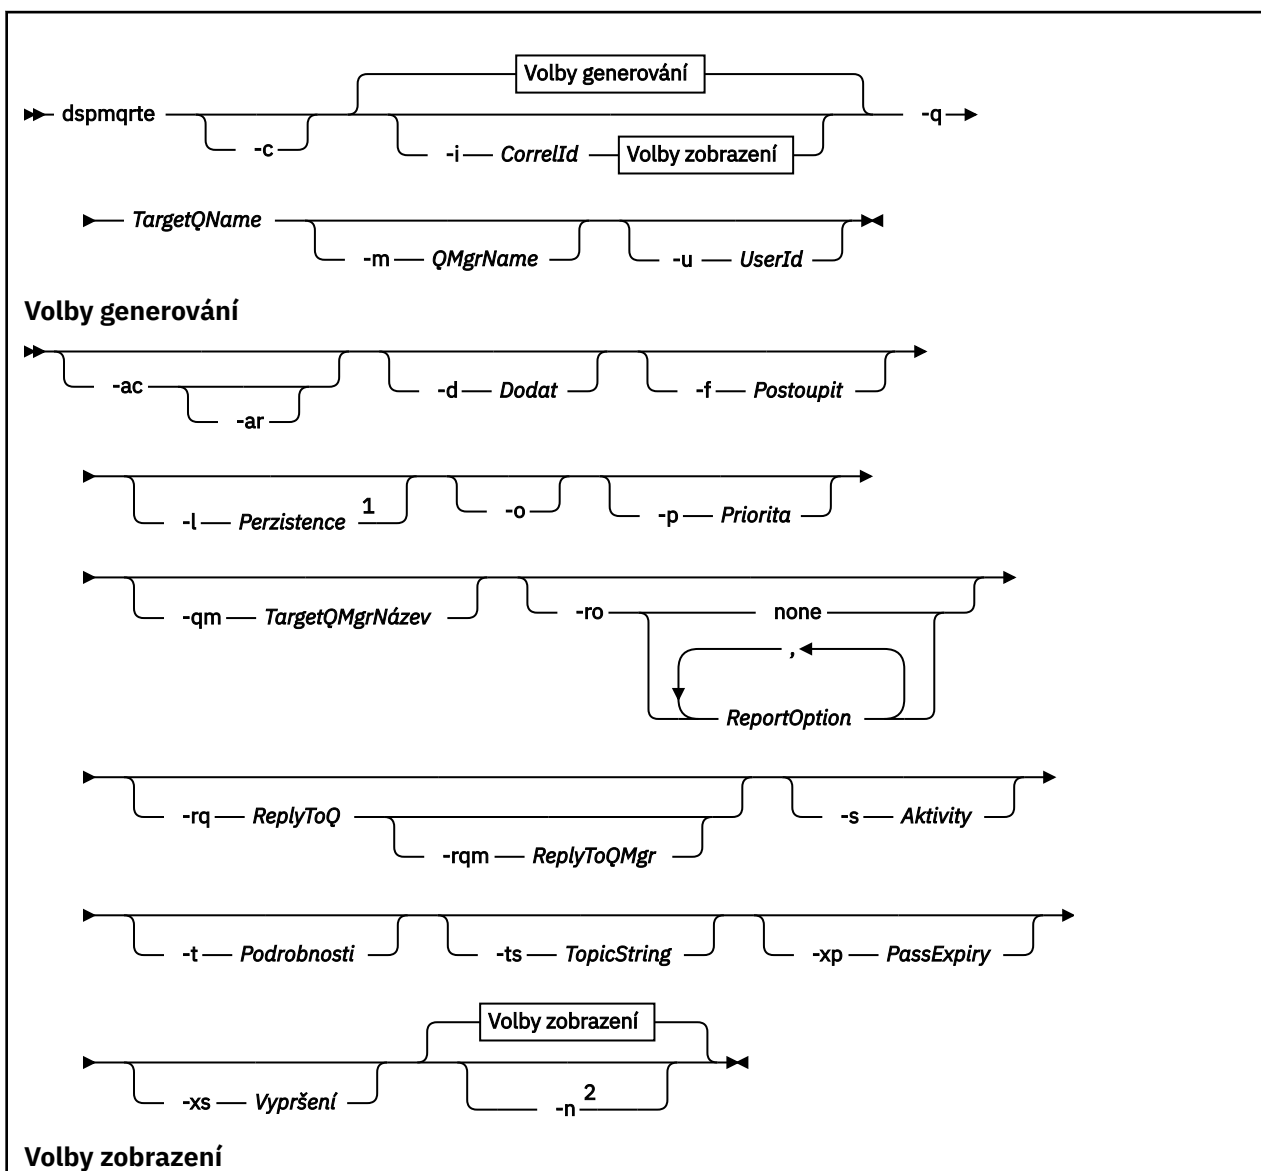 Volby generování
dspmqrte -q
-c -i CorrelId Volby zobrazení
TargetQName
-m QMgrName -u UserId
Volby generování
-ac -d Dodat -f Postoupit
-ar
-l Perzistence 1 -o -p Priorita
-qm TargetQMgrNázev -ro none
,
ReportOption
-rq ReplyToQ -s Aktivity
-rqm ReplyToQMgr
-t Podrobnosti -ts TopicString -xp PassExpiry
Volby zobrazení
-xs Vypršení -n 2
Volby zobrazení